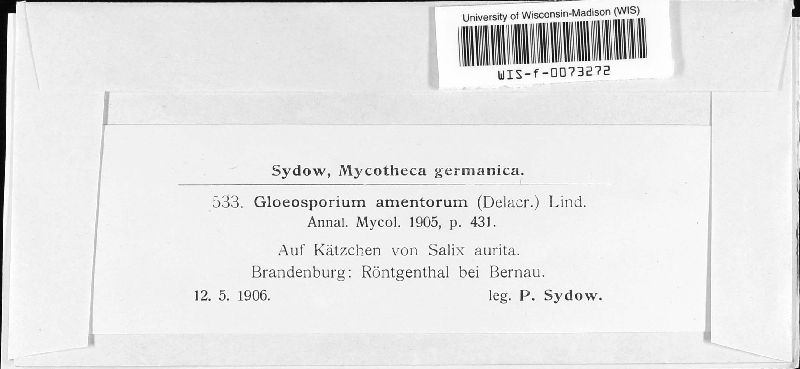 University of Wisconsin-Madison (WIS)
WIS-f-0073272
Sydow, Mycotheca germanica.
533. Gloeosporium amentorum (Delacr.) Lind.
Annal. Mycol. 1905, p. 431.
Auf Kätzchen von Salix aurita.
Brandenburg: Röntgenthal bei Bernau.
12. 5. 1906. leg. P. Sydow.